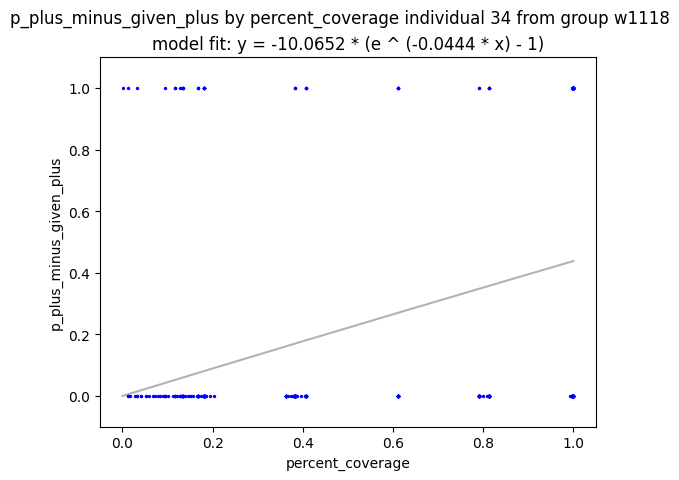 p_plus_minus_given_plus by percent_coverage individual 34 from group w1118
model fit: y = -10.0652 * (e ^ (-0.0444 * x) - 1)
1.0
0.8
0.6
0.4
0.2
0.0
p_plus_minus_given_plus
0.0 0.2 0.4 0.6 0.8 1.0
percent_coverage